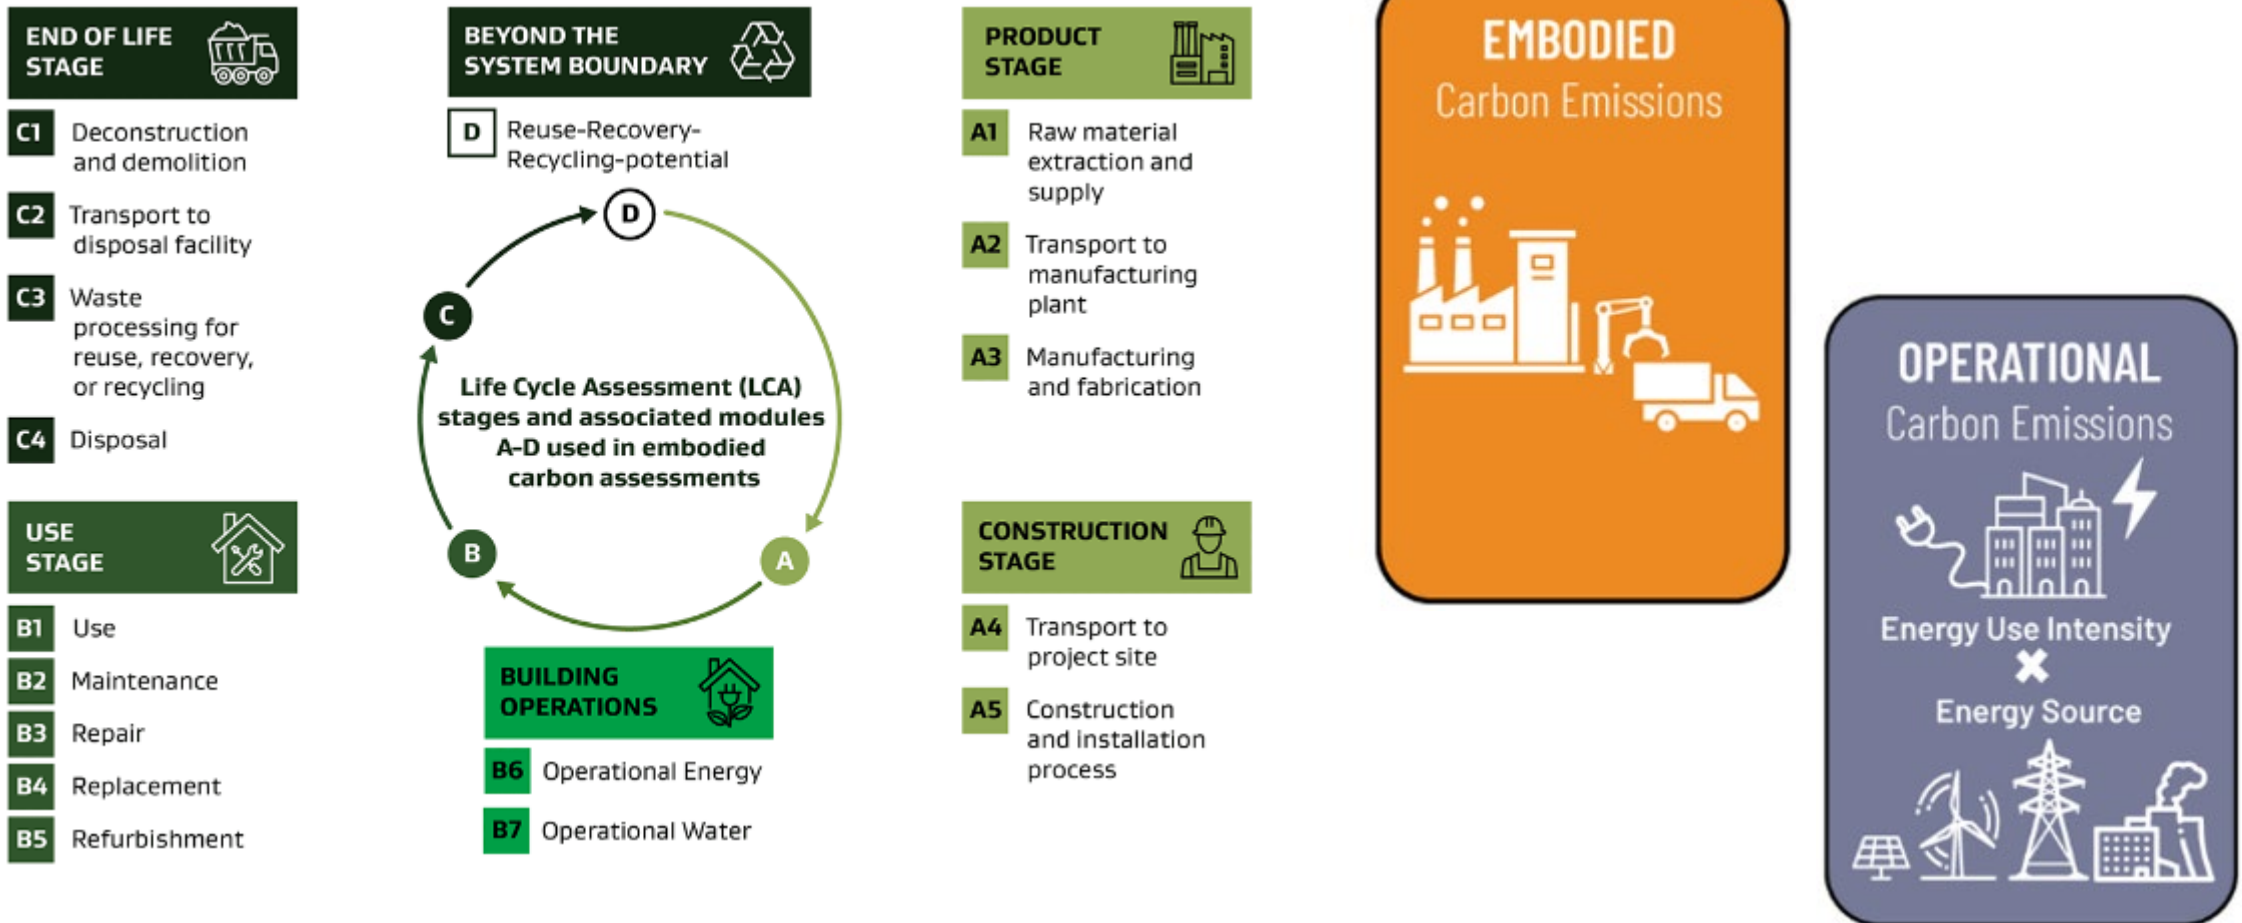 END OF LIFE
STAGE
C1
Deconstruction
and demolition
C2
Transport to
disposal facility
C3
Waste
processing for
reuse, recovery,
or recycling
C4
Disposal
USE
STAGE
B1
Use
B2
Maintenance
B3
Repair
B4
Replacement
B5
Refurbishment
BEYOND THE
SYSTEM BOUNDARY
D
Reuse-Recovery-
Recycling-potential
D
C
Life Cycle Assessment (LCA)
stages and associated modules
A-D used in embodied
carbon assessments
B
A
BUILDING
OPERATIONS
B6
Operational Energy
B7
Operational Water
PRODUCT
STAGE
A1
Raw material
extraction and
supply
A2
Transport to
manufacturing
plant
A3
Manufacturing
and fabrication
CONSTRUCTION
STAGE
A4
Transport to
project site
A5
Construction
and installation
process
EMBODIED
Carbon Emissions
OPERATIONAL
Carbon Emissions
Energy Use Intensity
×
Energy Source